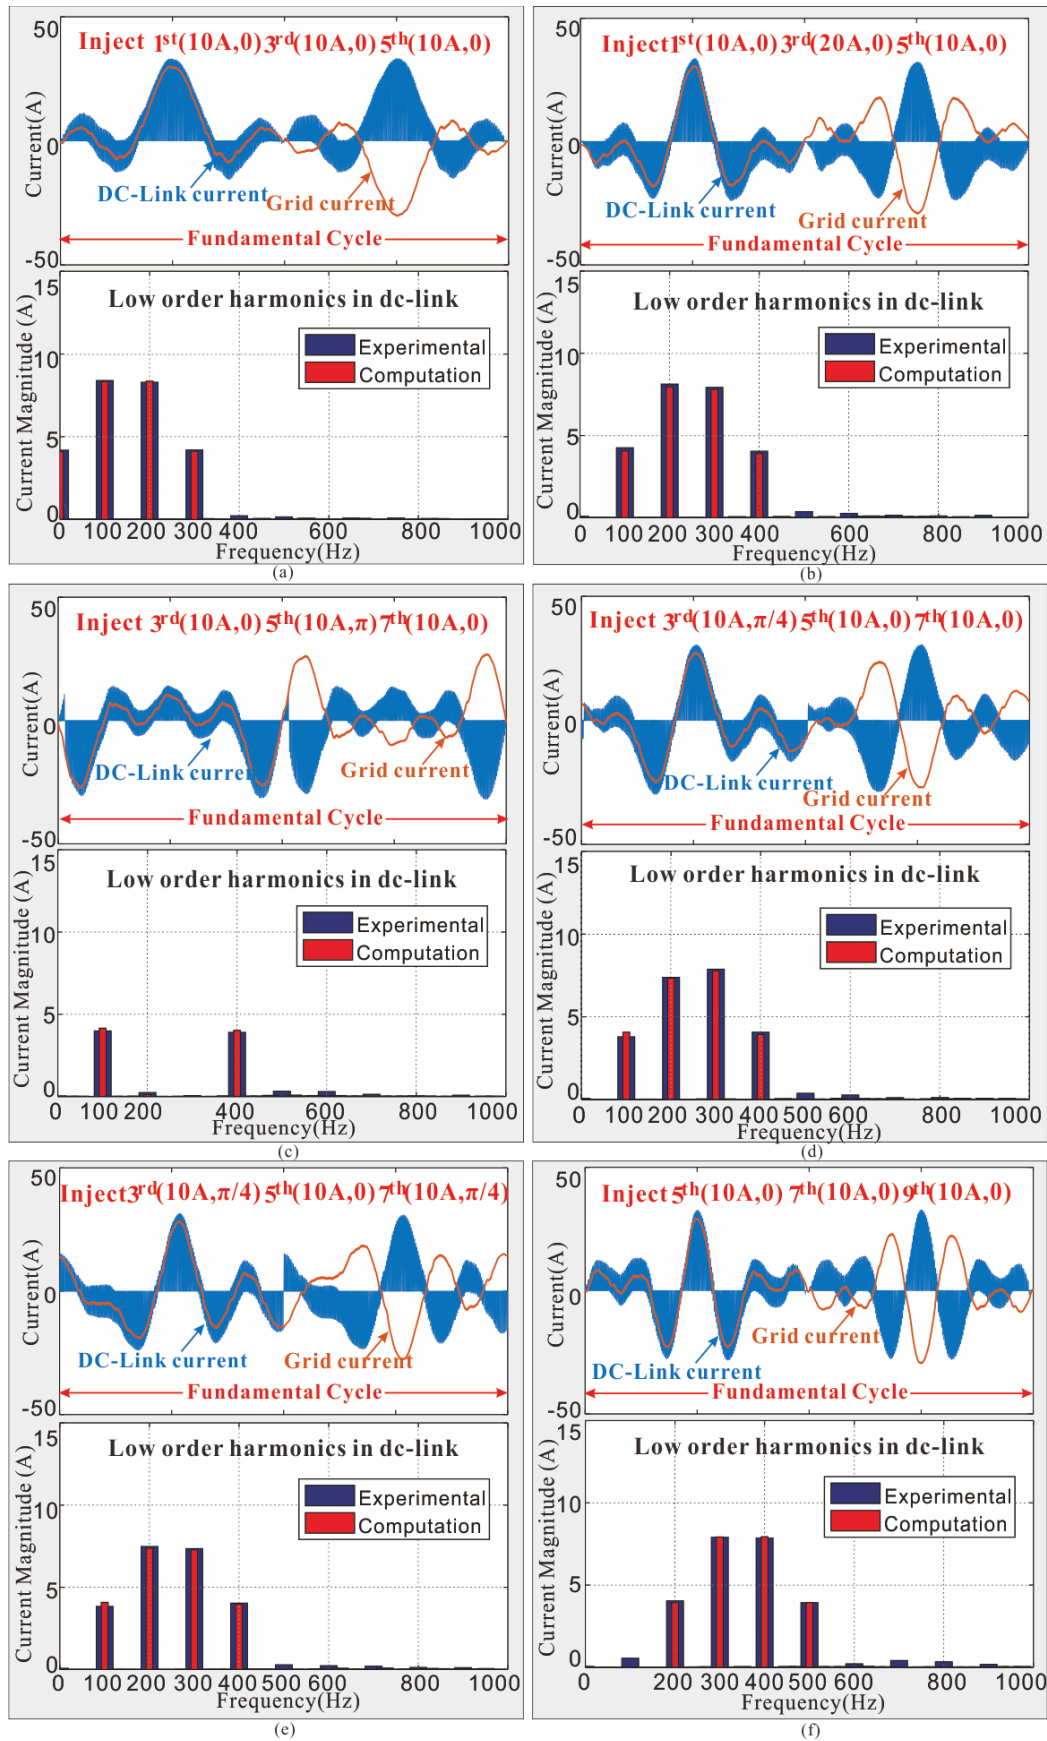 50
Inject 1st(10A,0) 3rd(10A,0) 5th(10A,0)
Current(A)
0
DC-Link current
Grid current
Fundamental Cycle
-50
15
Low order harmonics in dc-link
Current Magnitude (A)
10
Experimental
Computation
5
0
0 100 200 300 400 600 800 1000
Frequency(Hz)
(a)
50
Inject1st(10A,0) 3rd(20A,0) 5th(10A,0)
Current(A)
0
DC-Link current
Grid current
Fundamental Cycle
-50
15
Low order harmonics in dc-link
Current Magnitude (A)
10
Experimental
Computation
5
0
0 100 200 300 400 600 800 1000
Frequency(Hz)
(b)
50
Inject 3rd(10A,0) 5th(10A,π) 7th(10A,0)
Current(A)
0
DC-Link current
Grid current
Fundamental Cycle
-50
15
Low order harmonics in dc-link
Current Magnitude (A)
10
Experimental
Computation
5
0
0 100 200 400 600 800 1000
Frequency(Hz)
(c)
50
Inject 3rd(10A,π/4) 5th(10A,0) 7th(10A,0)
Current(A)
0
DC-Link current
Grid current
Fundamental Cycle
-50
15
Low order harmonics in dc-link
Current Magnitude (A)
10
Experimental
Computation
5
0
0 100 200 300 400 500 600 800 1000
Frequency(Hz)
(d)
50
Inject3rd(10A,π/4) 5th(10A,0) 7th(10A,π/4)
Current(A)
0
DC-Link current
Grid current
Fundamental Cycle
-50
15
Low order harmonics in dc-link
Current Magnitude (A)
10
Experimental
Computation
5
0
0 100 200 300 400 600 800 1000
Frequency(Hz)
(e)
50
Inject 5th(10A,0) 7th(10A,0) 9th(10A,0)
Current(A)
0
Grid current
DC-Link current
Fundamental Cycle
-50
15
Low order harmonics in dc-link
Current Magnitude (A)
10
Experimental
Computation
5
0
0 200 300 400 500 600 800 1000
Frequency(Hz)
(f)